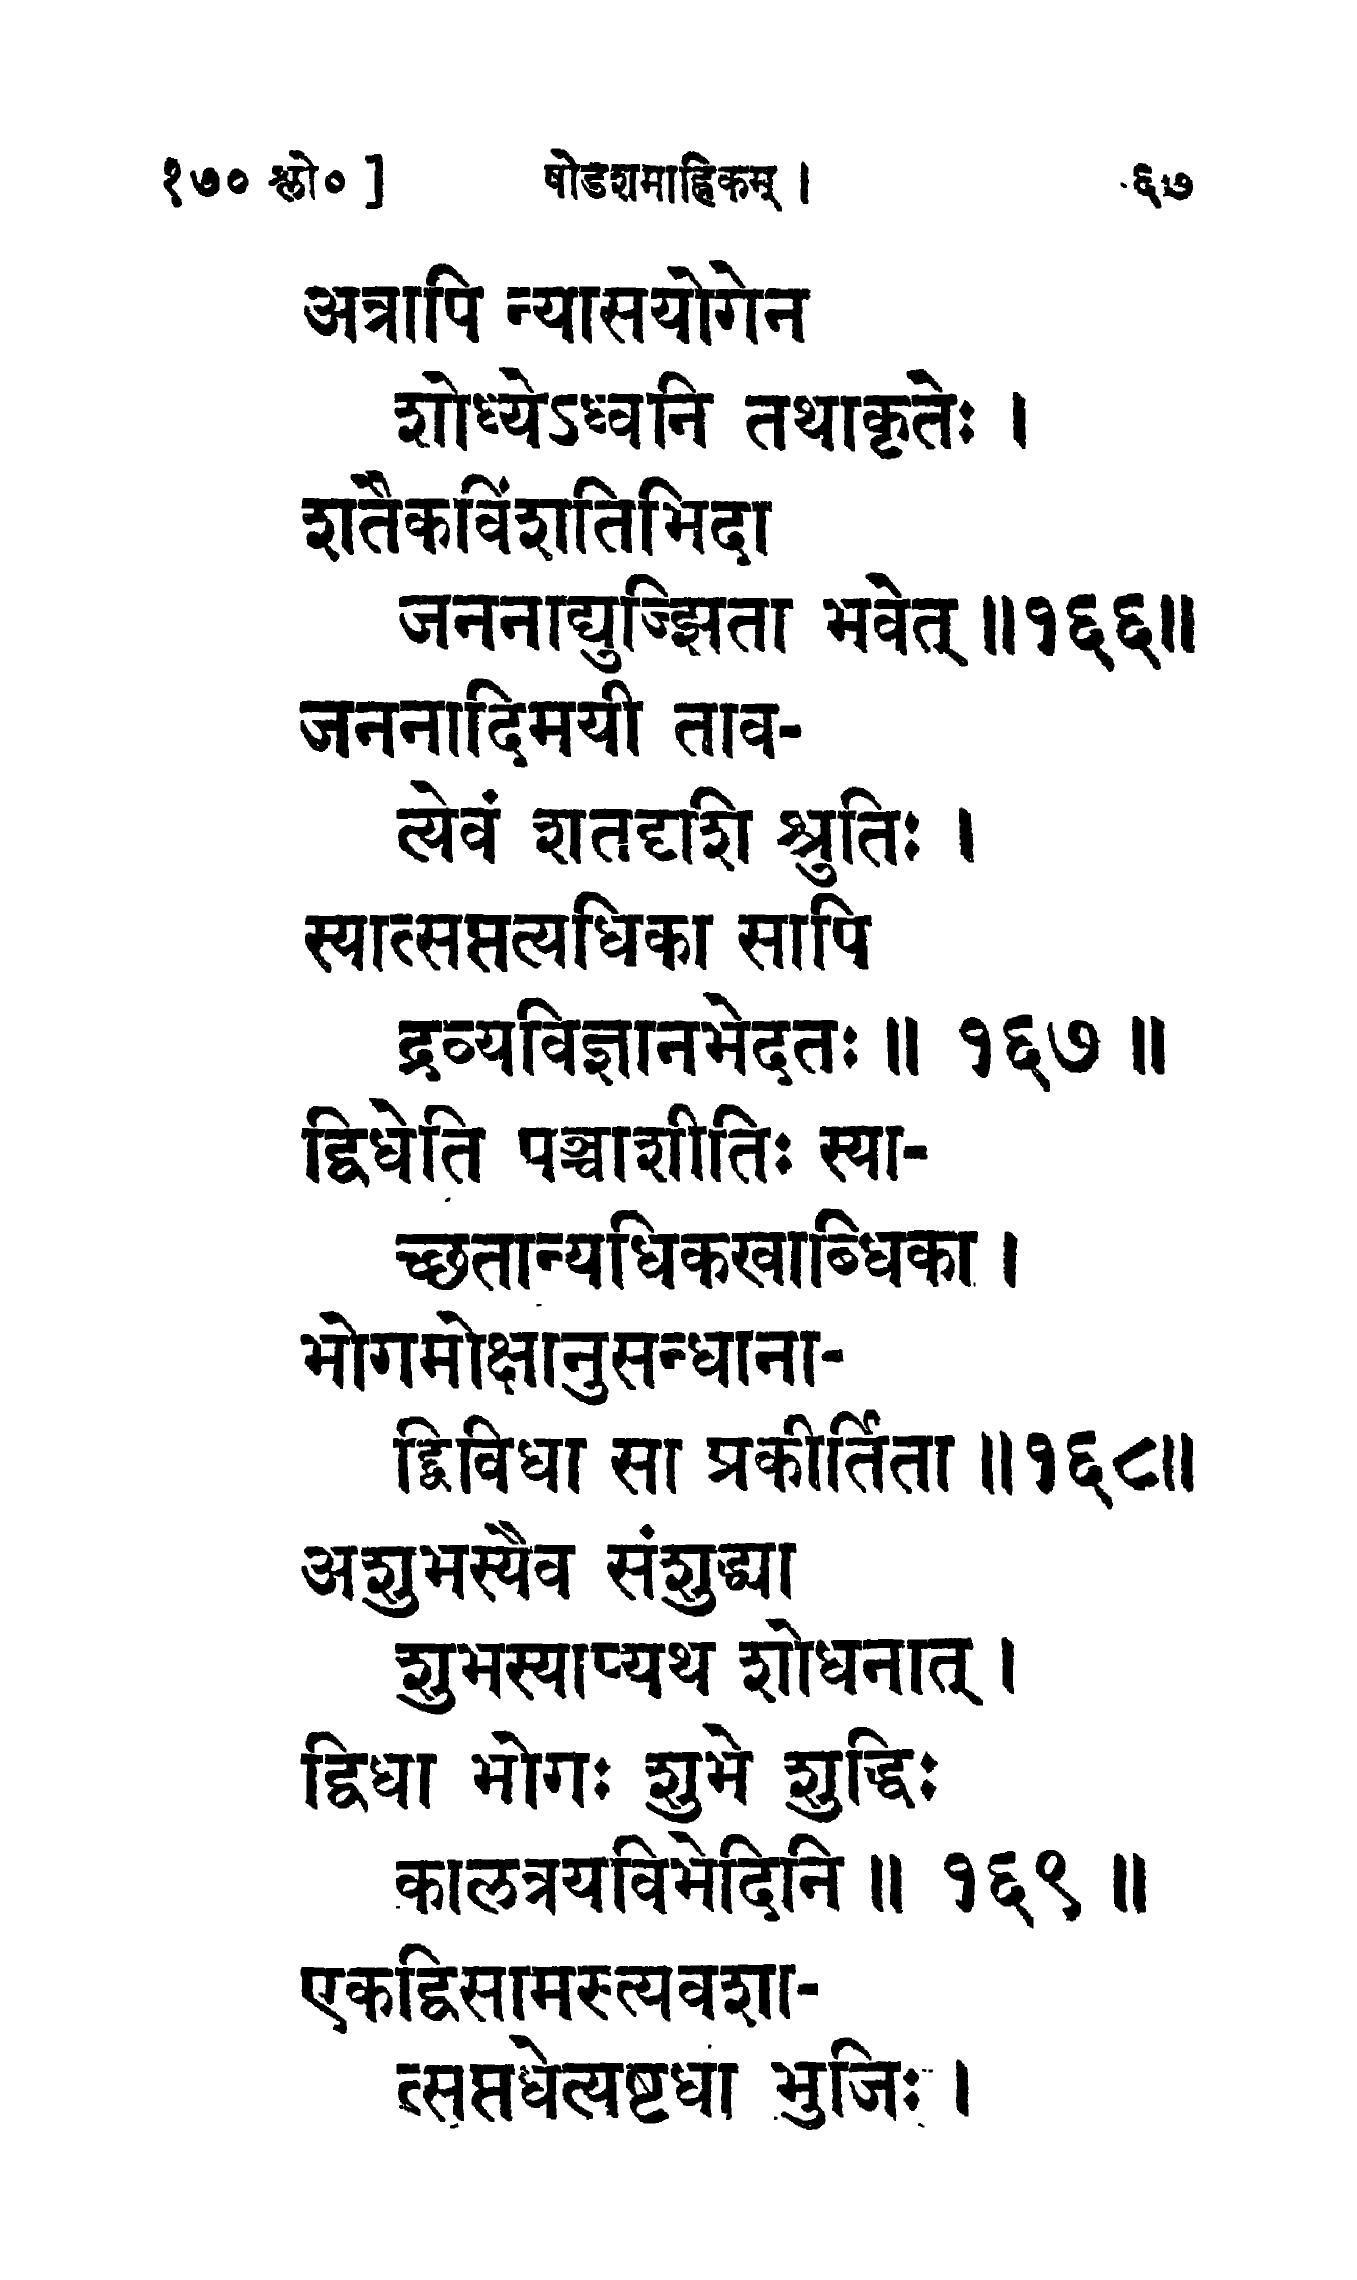 १७० श्लो० ] षोडशमाह्निकम् । ६७
अत्रापि न्यासयोगेन
शोध्येऽध्वनि तथाकृतेः ।
शतैकविंशतिभिदा
जननाद्युज्झिता भवेत् ॥१६६॥
जननादिमयी ताव-
त्येवं शतदृशि श्रुतिः ।
स्यात्सप्तत्यधिका सापि
द्रव्यविज्ञानभेदतः ॥ १६७ ॥
द्विधेति पञ्चाशीतिः स्या-
च्छतान्यधिकखाब्धिका ।
भोगमोक्षानुसन्धाना-
द्द्विविधा सा प्रकीर्तिता ॥१६८॥
अशुभस्यैव संशुद्ध्या
शुभस्याप्यथ शोधनात् ।
द्विधा भोगः शुभे शुद्धिः
कालत्रयविभेदिनि ॥ १६९ ॥
एकद्विसामस्त्यवशा-
त्सप्तधेत्यष्टधा भुजिः ।